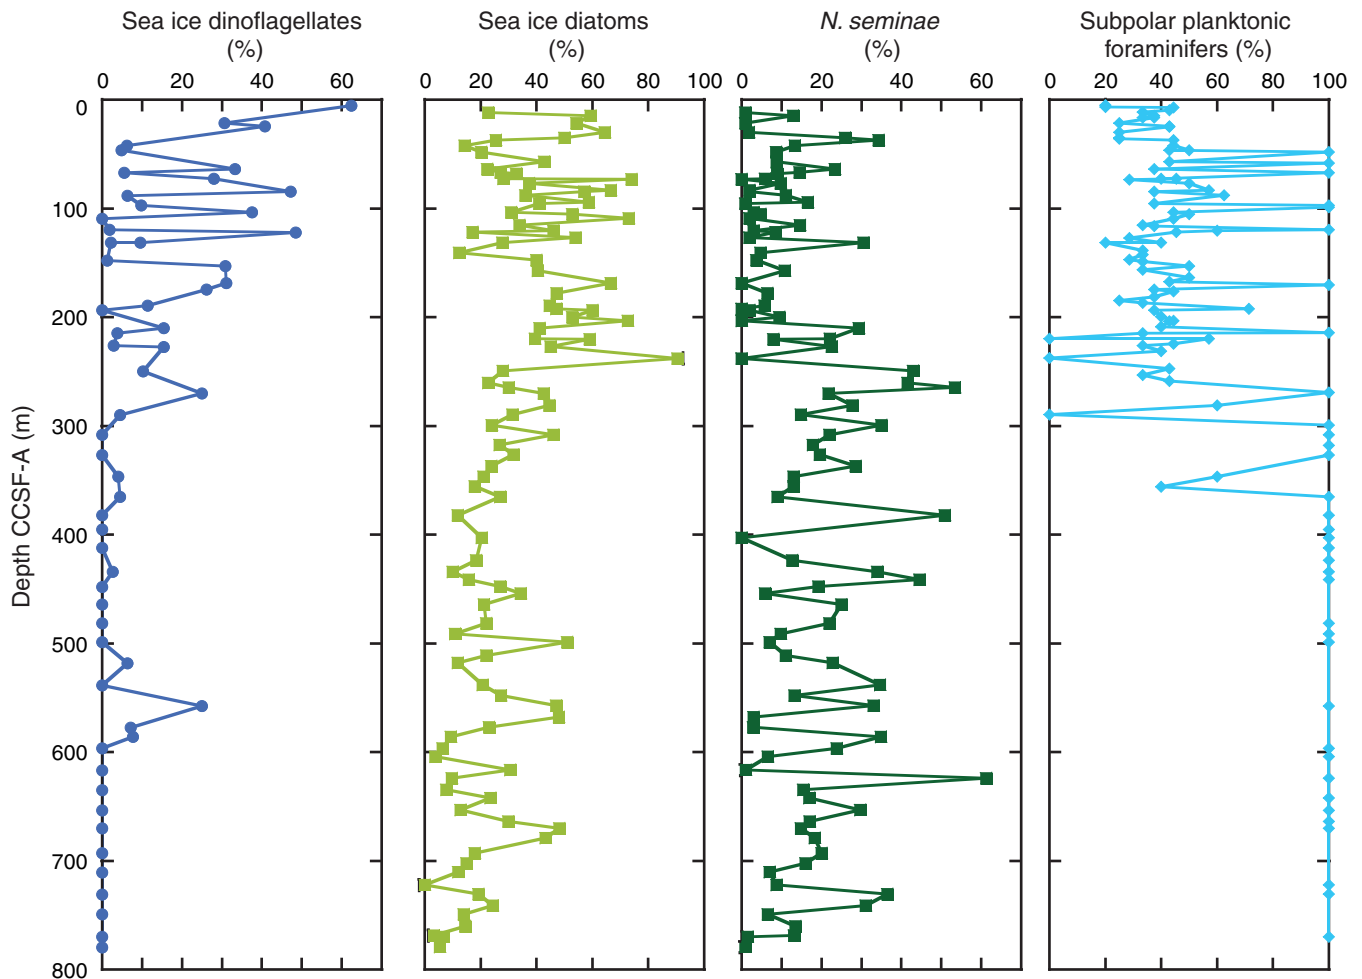 Sea ice dinoflagellates
(%)
Sea ice diatoms
(%)
N. seminae
(%)
Subpolar planktonic
foraminifers (%)
0 20 40 60
0 20 40 60 80 100
0 20 40 60
0 20 40 60 80 100
Depth CCSF-A (m)
0
100
200
300
400
500
600
700
800